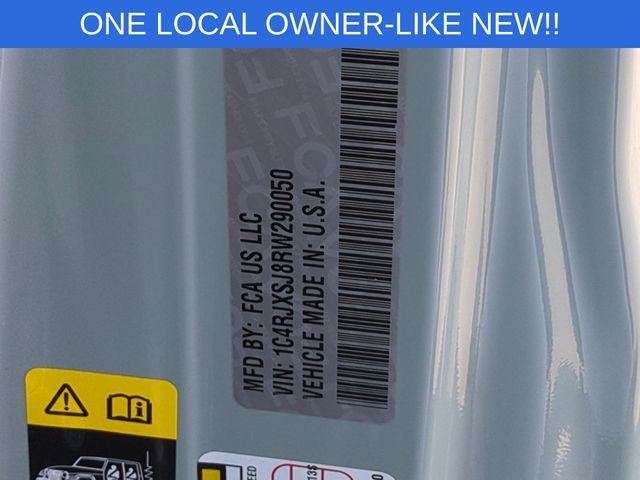 ONE LOCAL OWNER-LIKE NEW!!
MFD BY: FCA US LLC
VIN: 1C4RJXSJ8RW290050
VEHICLE MADE IN: U.S.A.